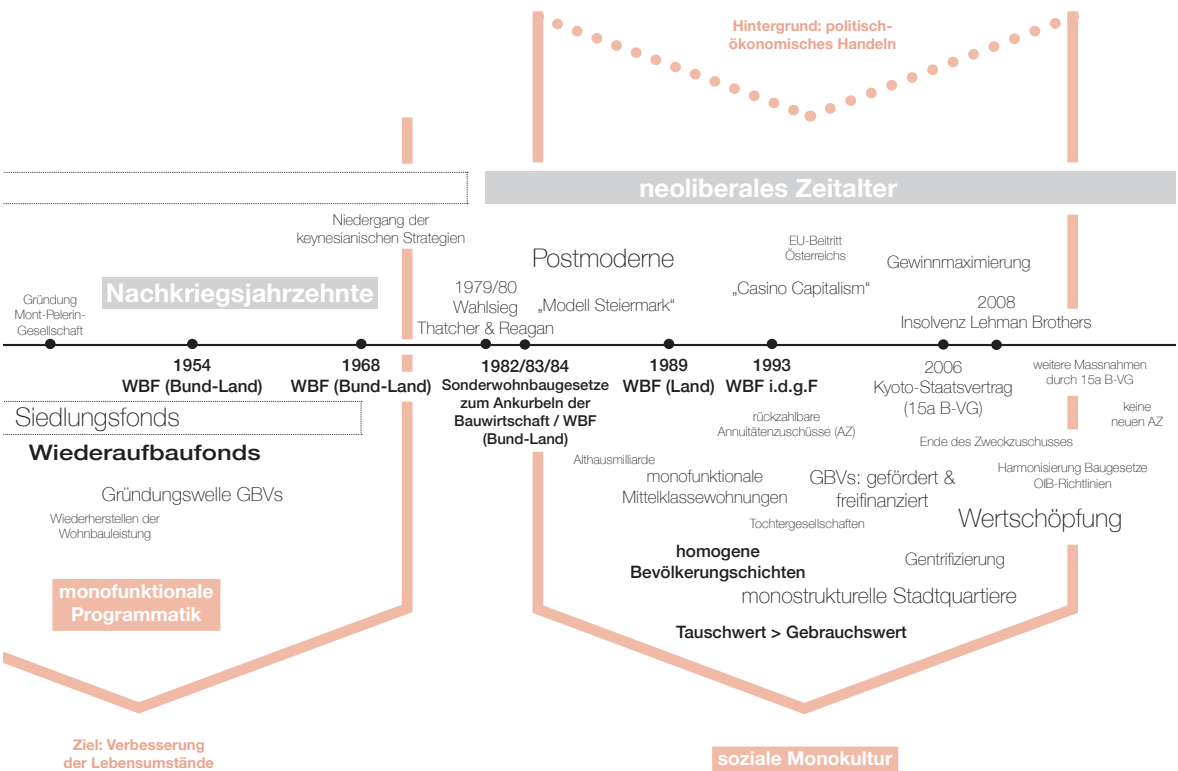 Hintergrund: politisch-
ökonomisches Handeln
neoliberales Zeitalter
Niedergang der
keynesianischen Strategien
Postmoderne
EU-Beitritt
Österreichs
Gewinnmaximierung
Nachkriegsjahrzehnte
Gründung
Mont-Pelerin-
Gesellschaft
1979/80
Wahlsieg
Thatcher & Reagan
„Modell Steiermark“
„Casino Capitalism“
2008
Insolvenz Lehman Brothers
1954
WBF (Bund-Land)
1968
WBF (Bund-Land)
1982/83/84
Sonderwohnbaugesetze
zum Ankurbeln der
Bauwirtschaft / WBF
(Bund-Land)
1989
WBF (Land)
1993
WBF i.d.g.F
2006
Kyoto-Staatsvertrag
(15a B-VG)
weitere Massnahmen
durch 15a B-VG
keine
neuen AZ
Siedlungsfonds
Wiederaufbaufonds
rückzahlbare
Annuitätenzuschüsse (AZ)
Ende des Zweckzuschusses
Althausmilliarde
monofunktionale
Mittelklassewohnungen
GBVs: gefördert &
freifinanziert
Harmonisierung Baugesetze
OIB-Richtlinien
Gründungswelle GBVs
Wiederherstellen der
Wohnbauleistung
Tochtergesellschaften
Wertschöpfung
homogene
Bevölkerungschichten
Gentrifizierung
monofunktionale
Programmatik
monostrukturelle Stadtquartiere
Tauschwert > Gebrauchswert
Ziel: Verbesserung
der Lebensumstände
soziale Monokultur